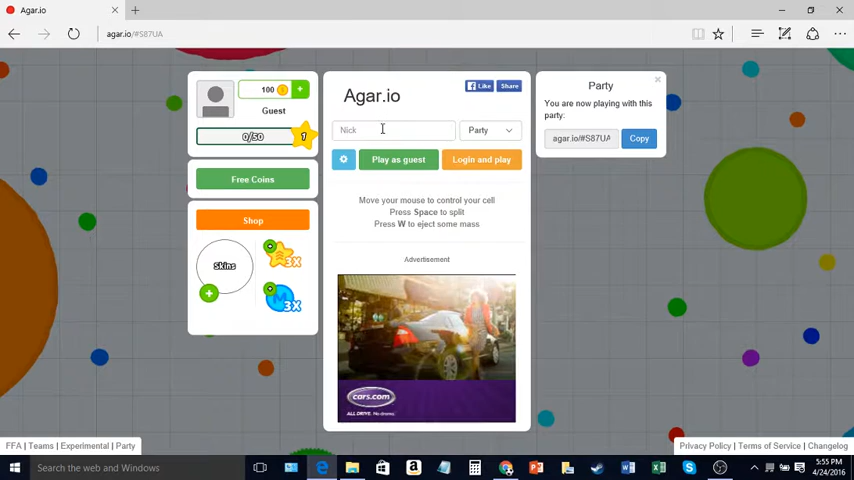 Agar.io
agar.io/#S87UA
100
Guest
0/50
1
Free Coins
Shop
Skins
3X
M
3X
Agar.io
Like
Share
Nick
Party
Play as guest
Login and play
Move your mouse to control your cell
Press Space to split
Press W to eject some mass
Advertisement
cars.com
ALL DRIVE. No drama.
Party
You are now playing with this
party:
agar.io/#S87UA
Copy
FFA | Teams | Experimental | Party
Privacy Policy | Terms of Service | Changelog
Search the web and Windows
5:55 PM
4/24/2016